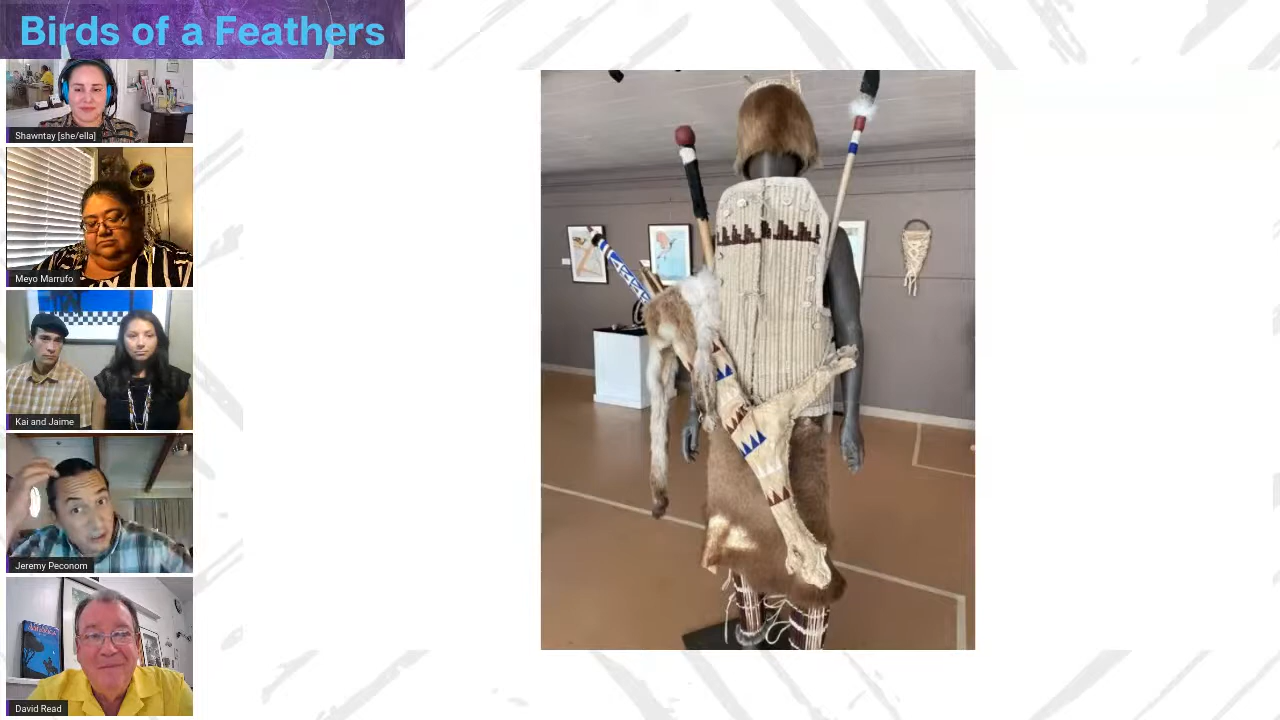 Birds of a Feathers
Shawntay [she/ella]
Meyo Marrufo
Kai and Jaime
Jeremy Peconom
David Read